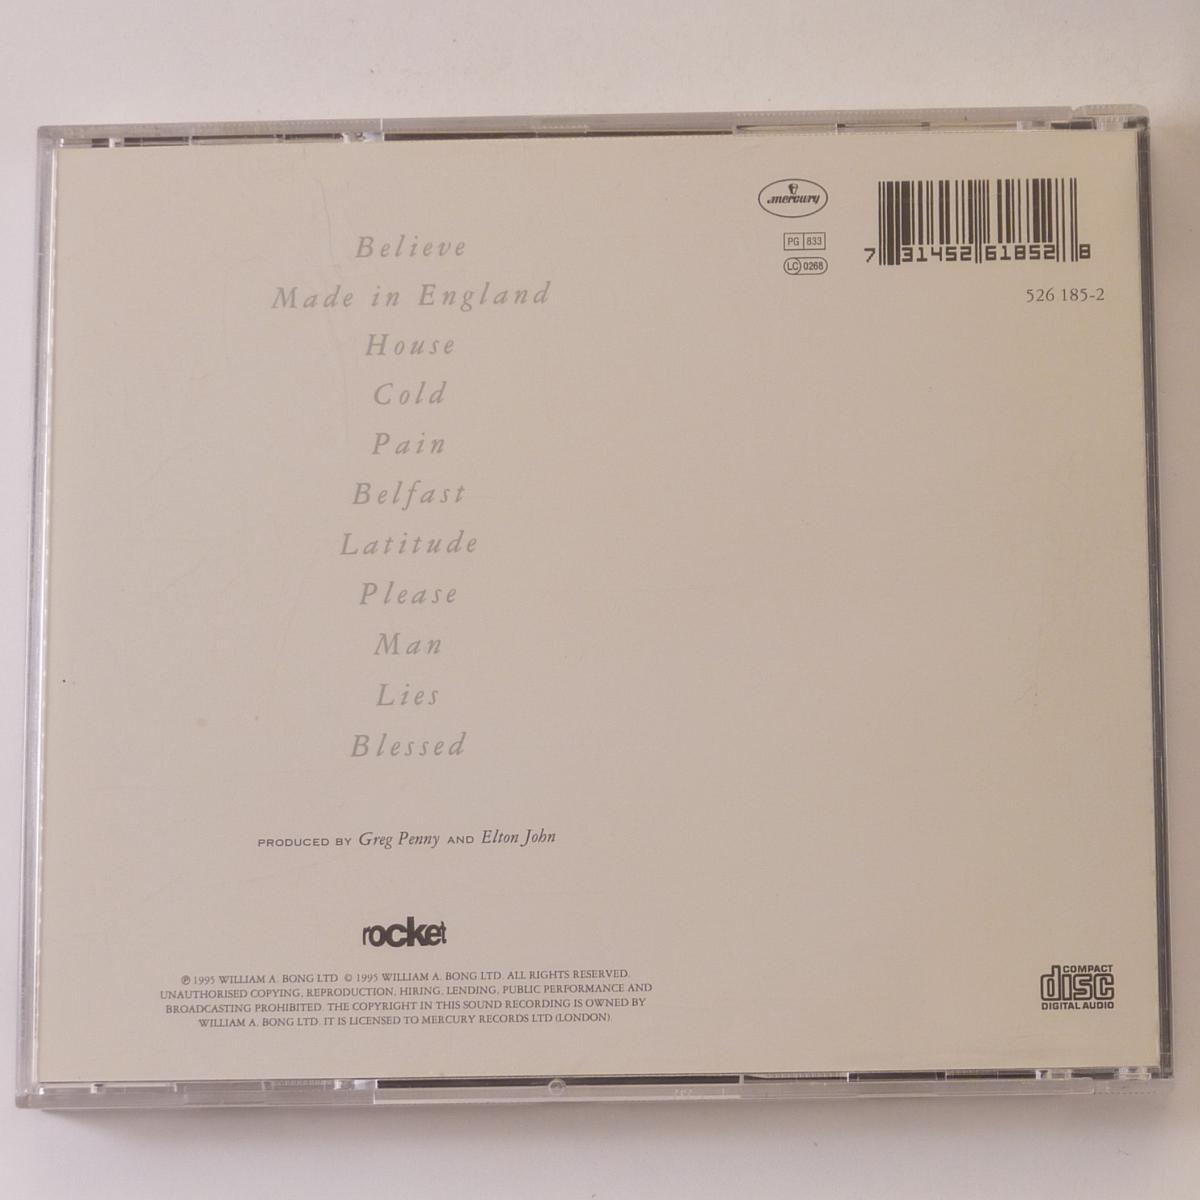 Believe
Made in England
House
Cold
Pain
Belfast
Latitude
Please
Man
Lies
Blessed
PRODUCED BY Greg Penny AND Elton John
rocket
℗ 1995 WILLIAM A. BONG LTD © 1995 WILLIAM A. BONG LTD. ALL RIGHTS RESERVED.
UNAUTHORISED COPYING, REPRODUCTION, HIRING, LENDING, PUBLIC PERFORMANCE AND
BROADCASTING PROHIBITED. THE COPYRIGHT IN THIS SOUND RECORDING IS OWNED BY
WILLIAM A. BONG LTD. IT IS LICENSED TO MERCURY RECORDS LTD (LONDON).
mercury
PG 833
LC 0268
7 31452 61852 8
526 185-2
COMPACT
disc
DIGITAL AUDIO